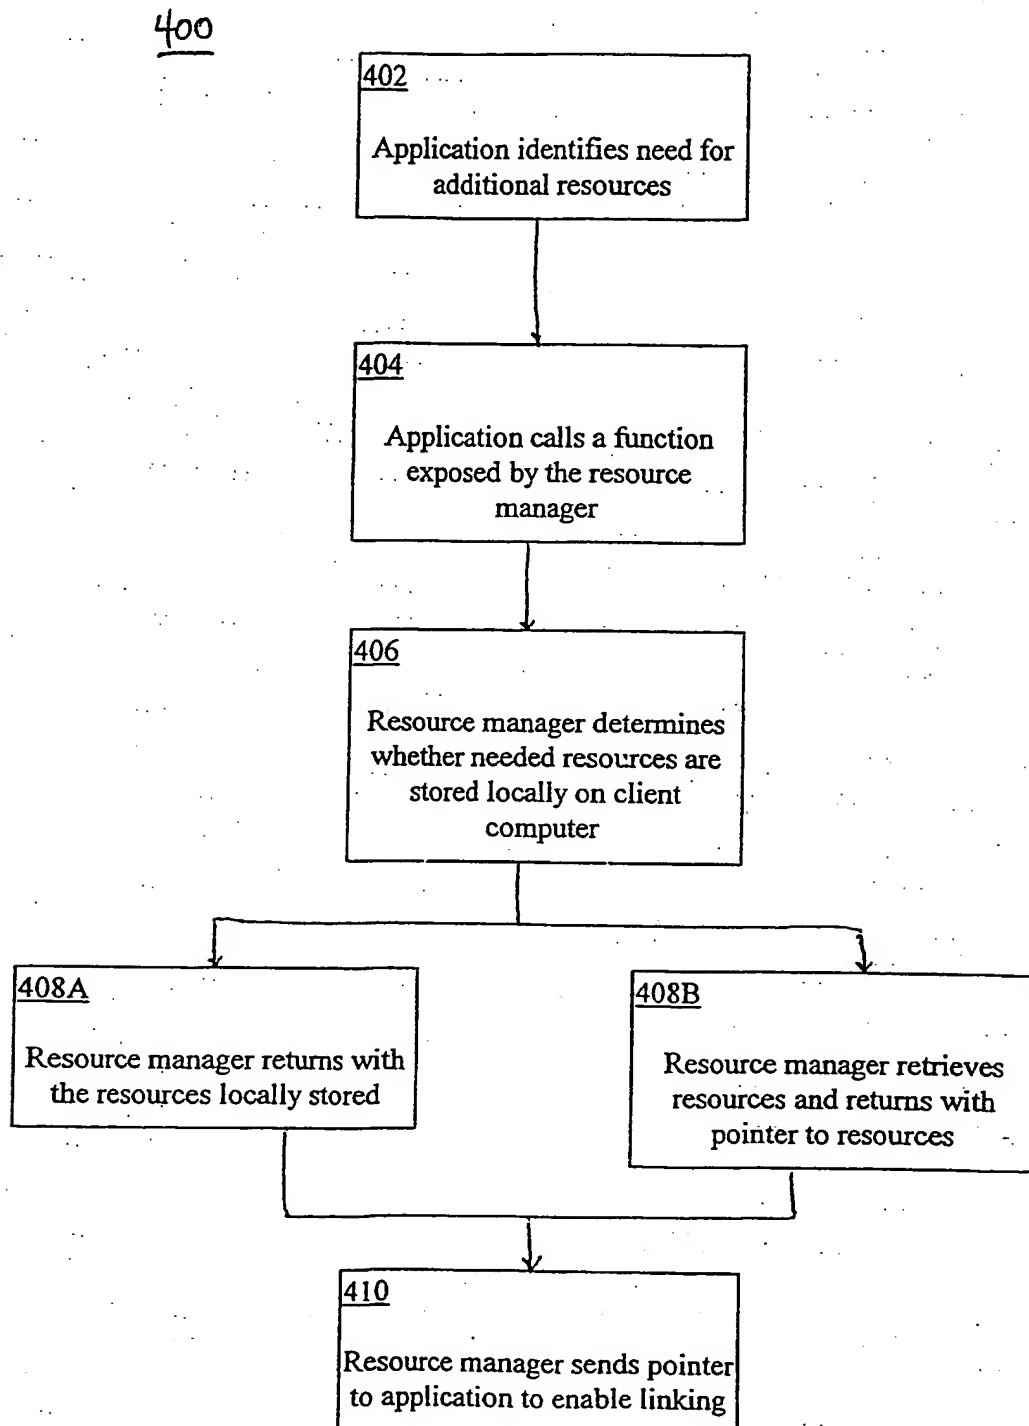 400
402
Application identifies need for
additional resources
404
Application calls a function
exposed by the resource
manager
406
Resource manager determines
whether needed resources are
stored locally on client
computer
408A
Resource manager returns with
the resources locally stored
408B
Resource manager retrieves
resources and returns with
pointer to resources
410
Resource manager sends pointer
to application to enable linking